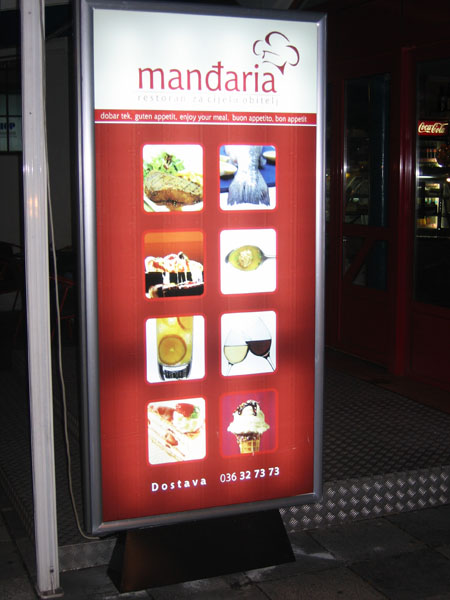 manđaria
restoran za cijelu obitelj
dobar tek, guten appetit, enjoy your meal, buon appetito, bon appetit
Coca-Cola
Dostava 036 32 73 73